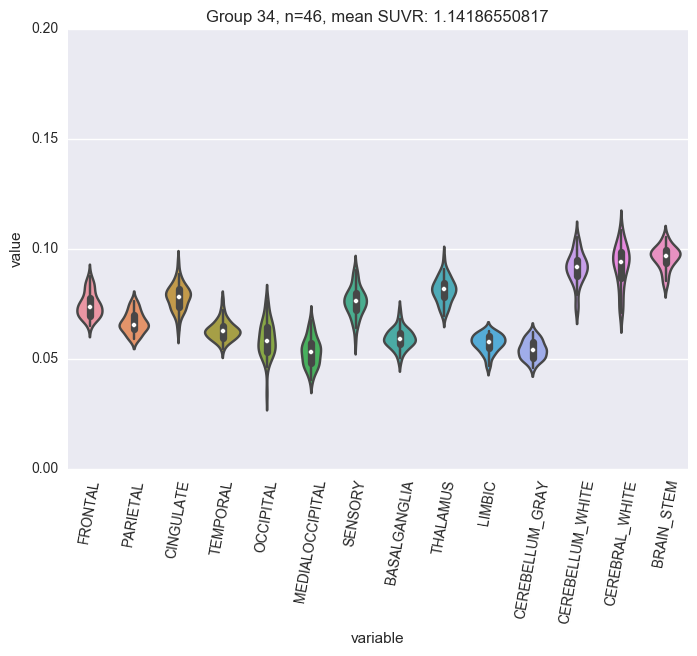 Group 34, n=46, mean SUVR: 1.14186550817
0.20
0.15
0.10
0.05
0.00
value
FRONTAL
PARIETAL
CINGULATE
TEMPORAL
OCCIPITAL
MEDIALOCCIPITAL
SENSORY
BASALGANGLIA
THALAMUS
LIMBIC
CEREBELLUM_GRAY
CEREBELLUM_WHITE
CEREBRAL_WHITE
BRAIN_STEM
variable